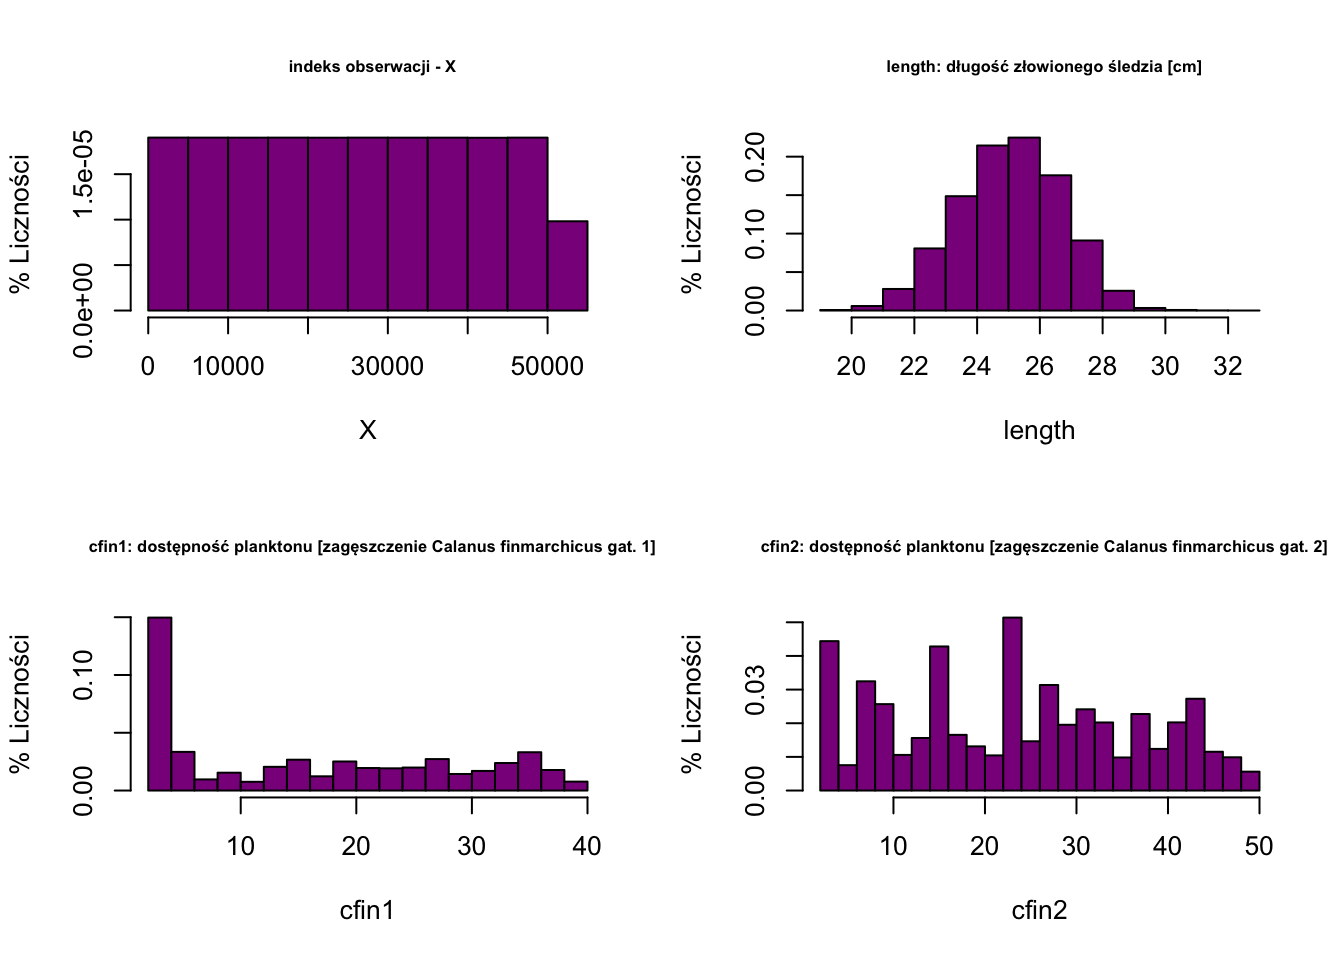 indeks obserwacji - X
% Liczności
0.0e+00 1.5e-05
0 10000 30000 50000
X
length: długość złowionego śledzia [cm]
% Liczności
0.00 0.10 0.20
20 22 24 26 28 30 32
length
cfin1: dostępność planktonu [zagęszczenie Calanus finmarchicus gat. 1]
% Liczności
0.00 0.10
10 20 30 40
cfin1
cfin2: dostępność planktonu [zagęszczenie Calanus finmarchicus gat. 2]
% Liczności
0.00 0.03
10 20 30 40 50
cfin2